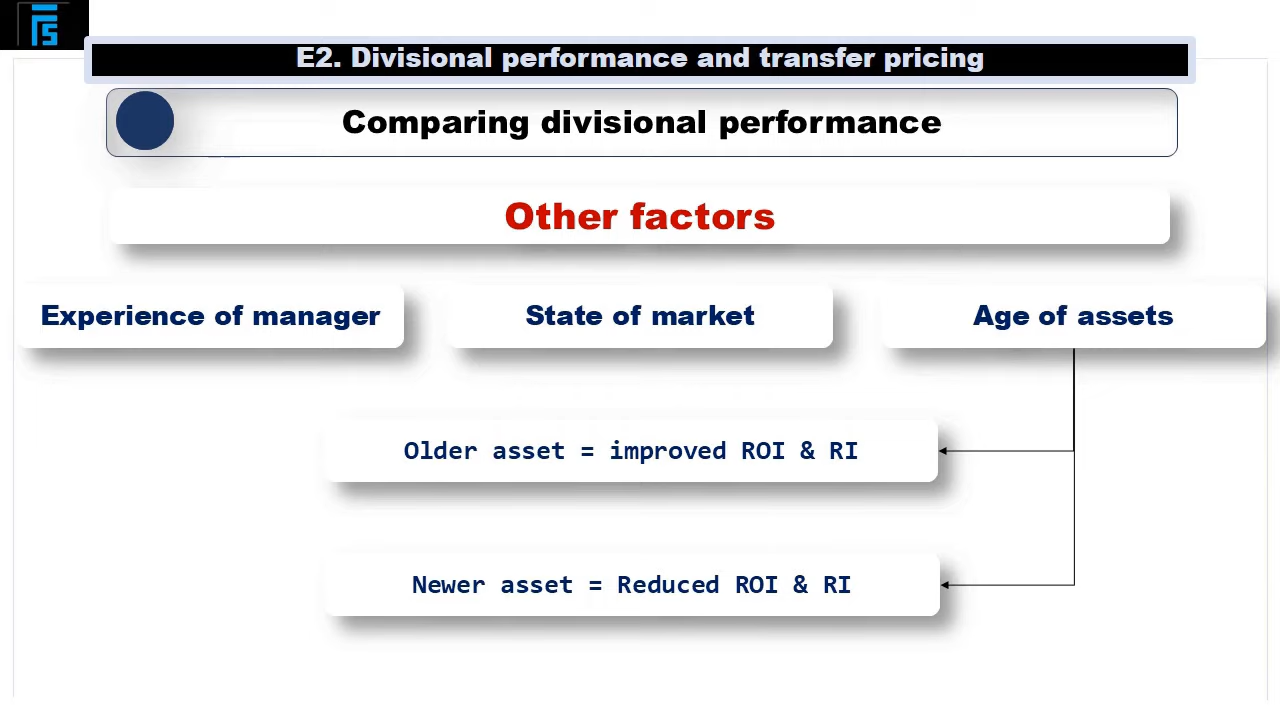 E2. Divisional performance and transfer pricing
Comparing divisional performance
Other factors
Experience of manager
State of market
Age of assets
Older asset = improved ROI & RI
Newer asset = Reduced ROI & RI